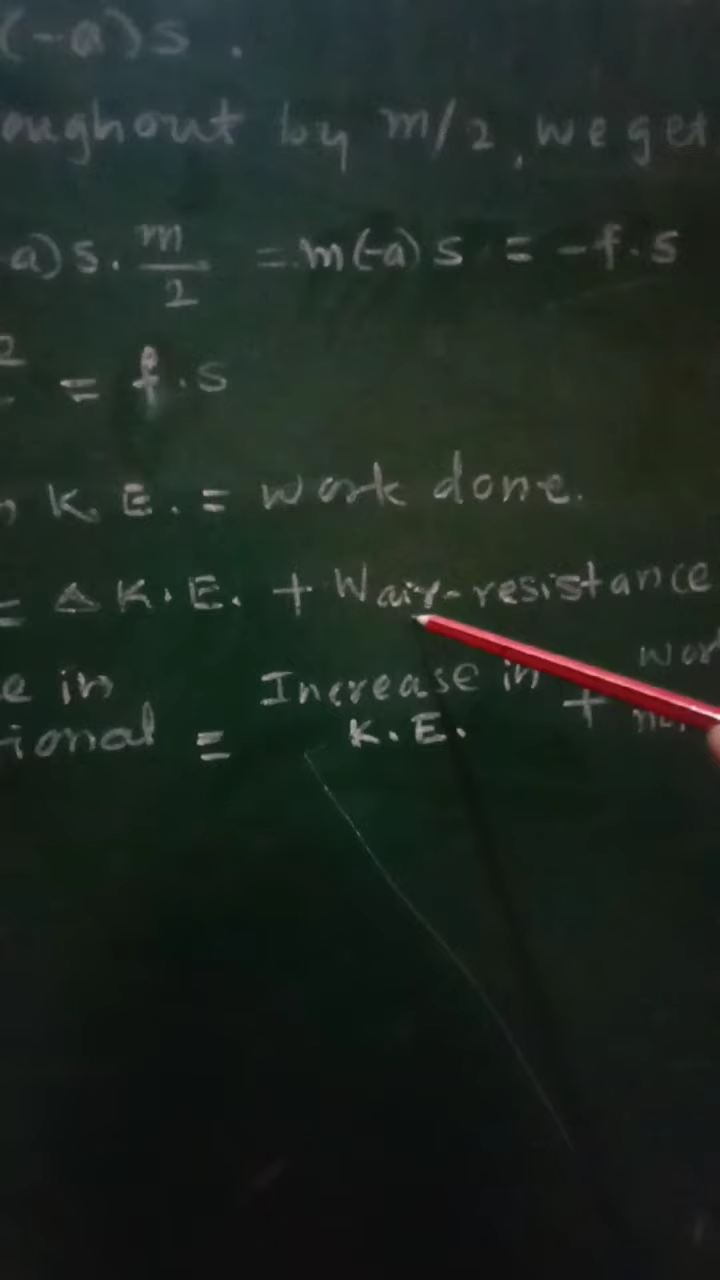 (-a)s.
oughout by m/2, we get
a)s. m/2 = m(-a)s = -f.s
= f.s
n K.E. = work done.
= Δ K.E. + Wair-resistance
e in Increase in wor
ional = K.E. +